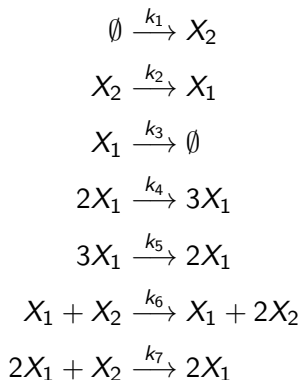 ∅ —k₁→ X₂
X₂ —k₂→ X₁
X₁ —k₃→ ∅
2X₁ —k₄→ 3X₁
3X₁ —k₅→ 2X₁
X₁ + X₂ —k₆→ X₁ + 2X₂
2X₁ + X₂ —k₇→ 2X₁